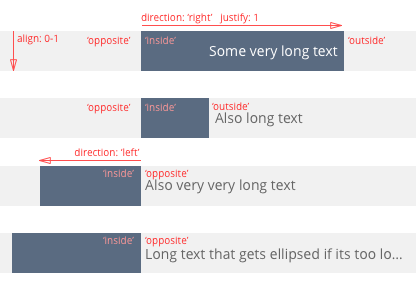 direction: ‘right’ justify: 1
align: 0-1 ‘opposite’ ‘inside’ ‘outside’
Some very long text
‘opposite’ ‘inside’ ‘outside’
Also long text
direction: ‘left’
‘inside’ ‘opposite’
Also very very long text
‘inside’ ‘opposite’
Long text that gets ellipsed if its too lo...